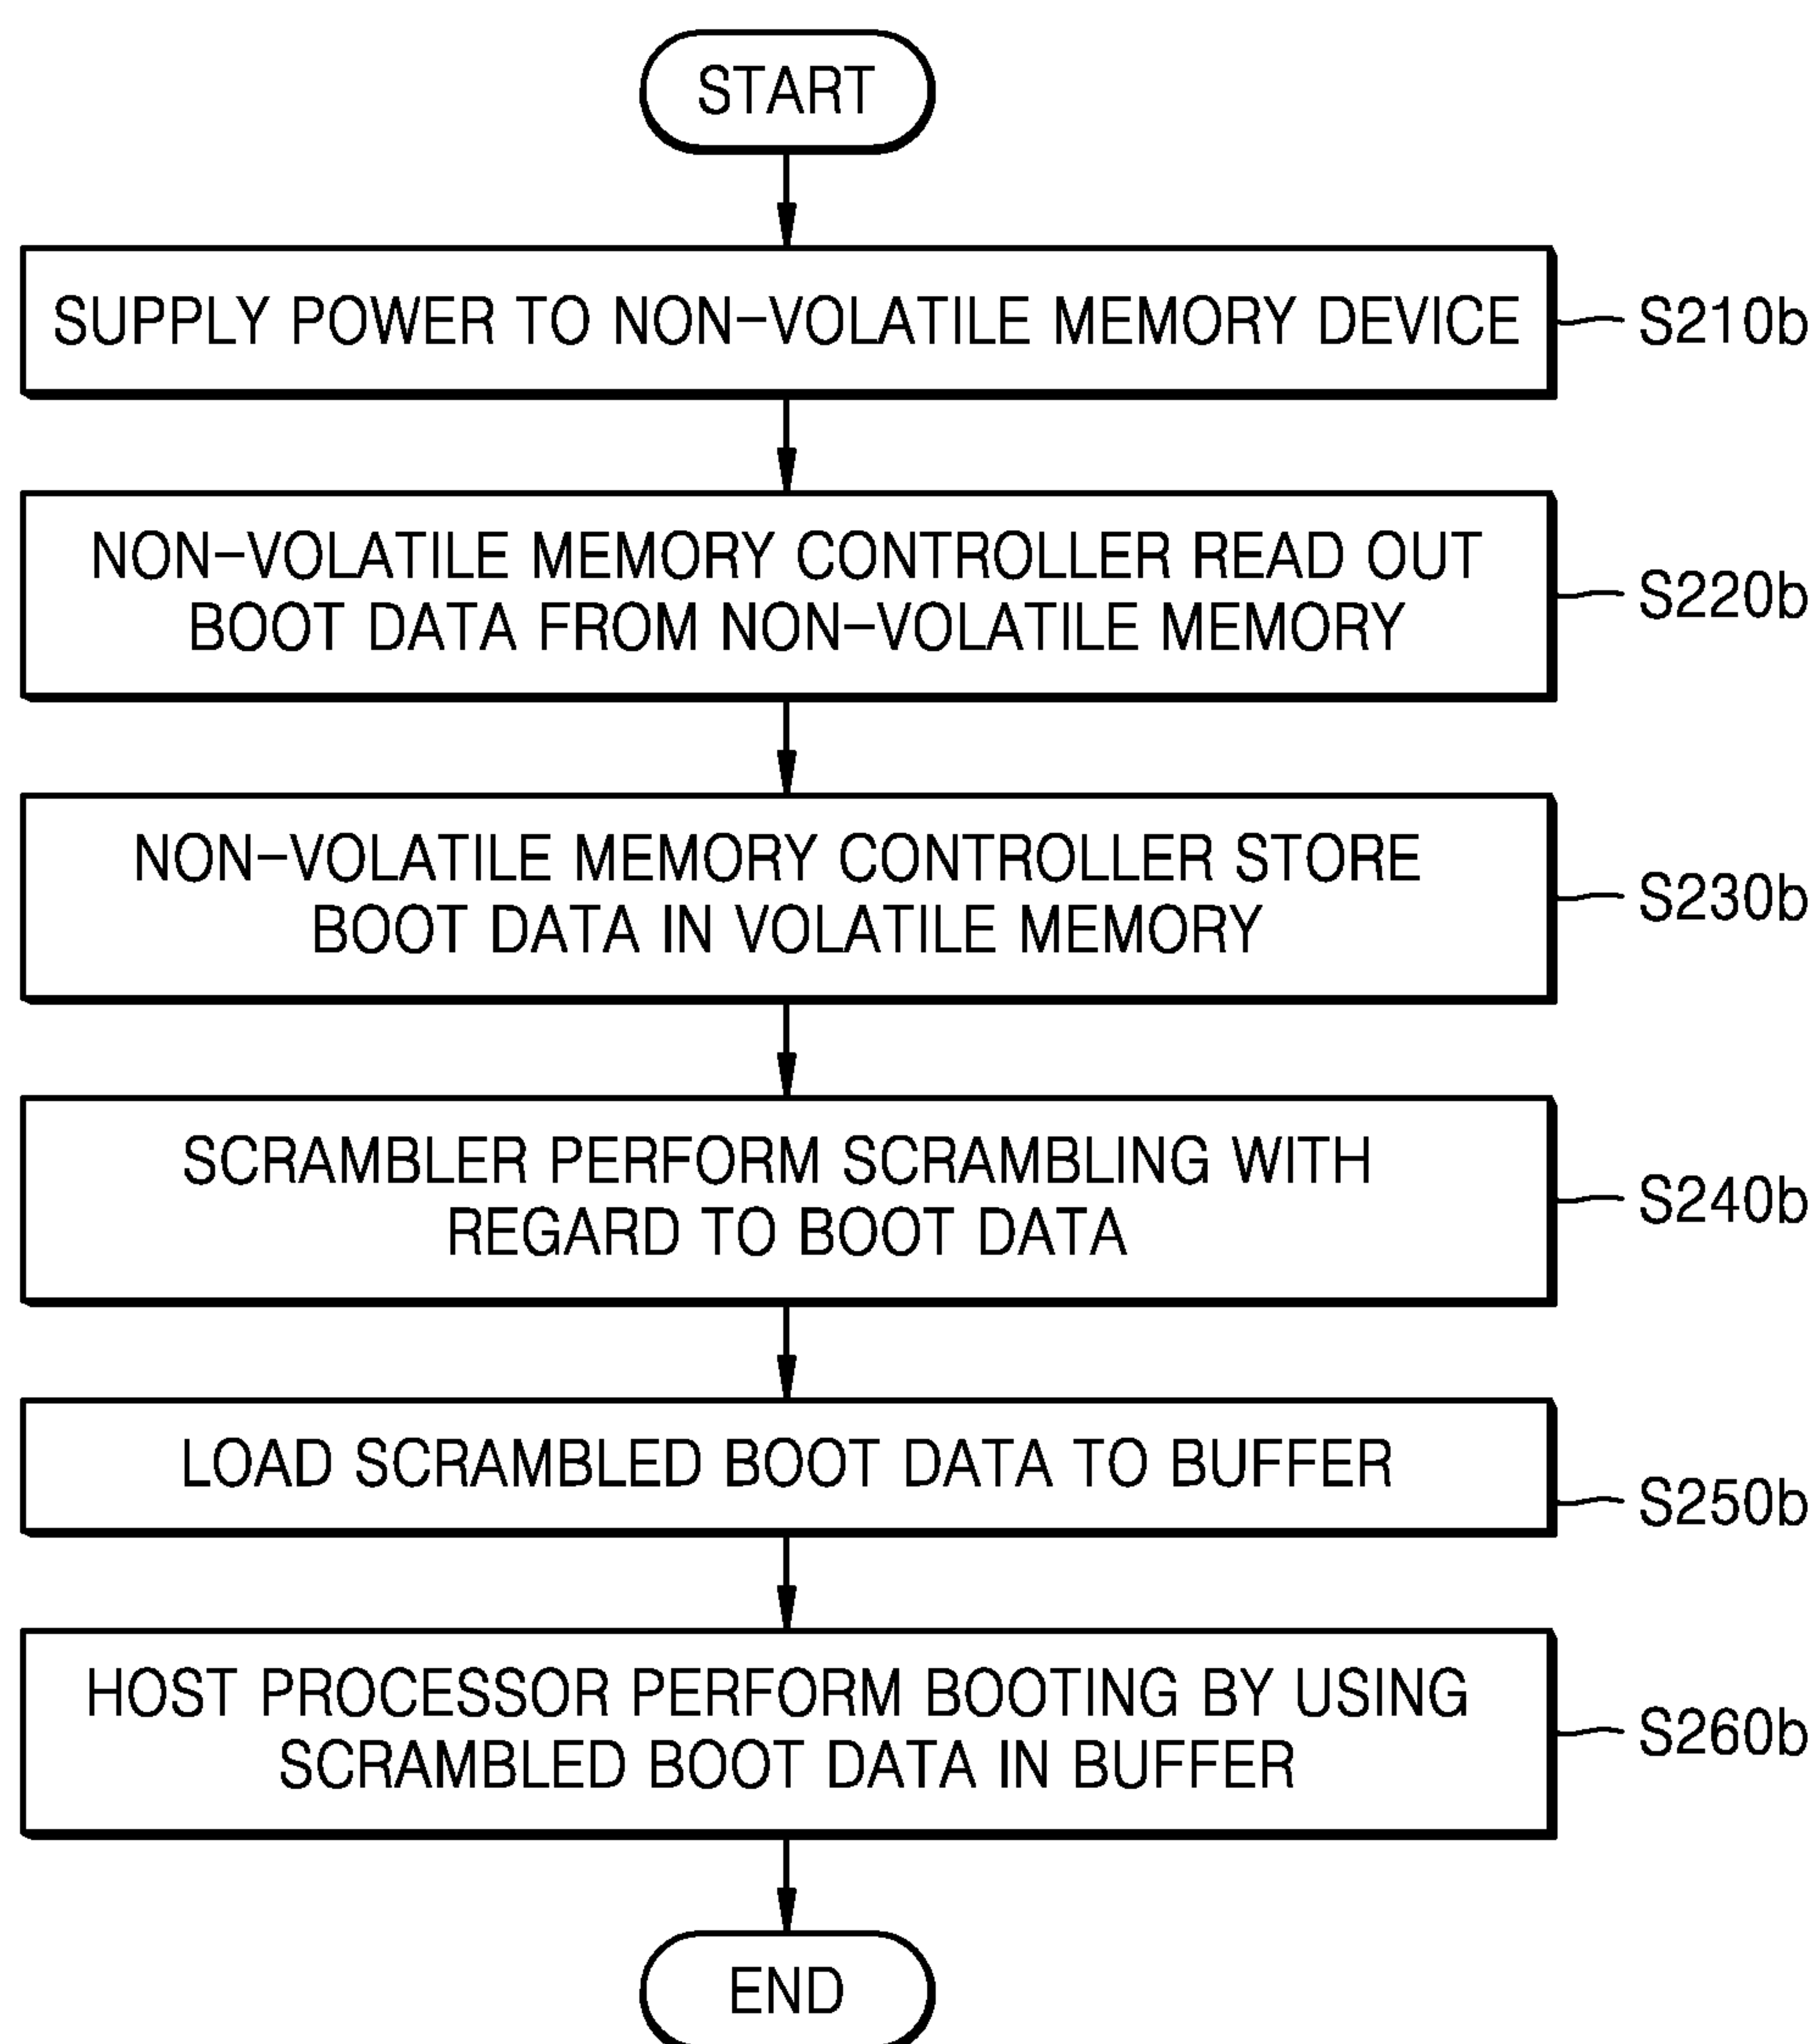 START
SUPPLY POWER TO NON-VOLATILE MEMORY DEVICE
S210b
NON-VOLATILE MEMORY CONTROLLER READ OUT
BOOT DATA FROM NON-VOLATILE MEMORY
S220b
NON-VOLATILE MEMORY CONTROLLER STORE
BOOT DATA IN VOLATILE MEMORY
S230b
SCRAMBLER PERFORM SCRAMBLING WITH
REGARD TO BOOT DATA
S240b
LOAD SCRAMBLED BOOT DATA TO BUFFER
S250b
HOST PROCESSOR PERFORM BOOTING BY USING
SCRAMBLED BOOT DATA IN BUFFER
S260b
END